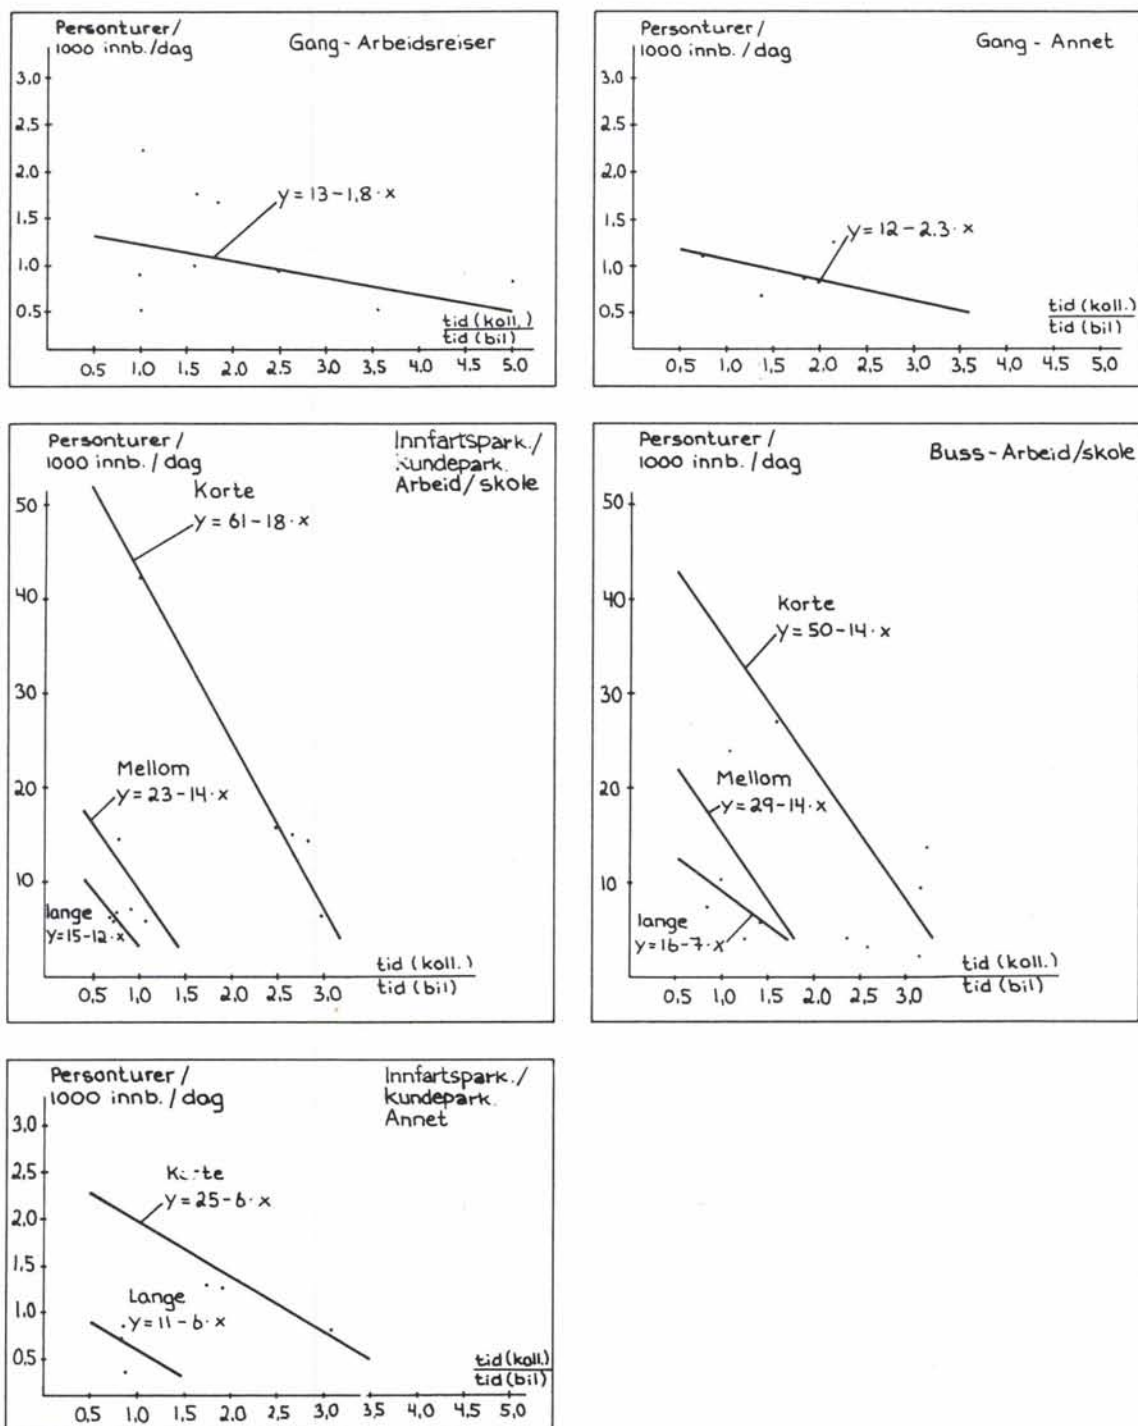 Personturer/
1000 innb./dag
Gang-Arbeidsreiser
3.0
2.5
2.0
1.5
1.0
0.5
y = 13-1.8·x
tid (koll.)
tid (bil)
0.5 1.0 1.5 2.0 2.5 3.0 3.5 4.0 4.5 5.0
Personturer/
1000 innb./dag
Gang - Annet
3.0
2.5
2.0
1.5
1.0
0.5
y = 12-2.3·x
tid (koll.)
tid (bil)
0.5 1.0 1.5 2.0 2.5 3.0 3.5 4.0 4.5 5.0
Personturer/
1000 innb./dag
Innfartspark./
kundepark.
Arbeid/skole
50
40
30
20
10
Korte
y = 61-18·x
Mellom
y = 23-14·x
lange
y=15-12·x
tid (koll.)
tid (bil)
0.5 1.0 1.5 2.0 2.5 3.0
Personturer/
1000 innb./dag
Buss-Arbeid/skole
50
40
30
20
10
Korte
y = 50-14·x
Mellom
y = 29-14·x
lange
y = 16-7·x
tid (koll.)
tid (bil)
0.5 1.0 1.5 2.0 2.5 3.0
Personturer/
1000 innb./dag
Innfartspark./
kundepark.
Annet
3.0
2.5
2.0
1.5
1.0
0.5
Korte
y = 25-6·x
Lange
y = 11-6·x
tid (koll.)
tid (bil)
0.5 1.0 1.5 2.0 2.5 3.0 3.5 4.0 4.5 5.0